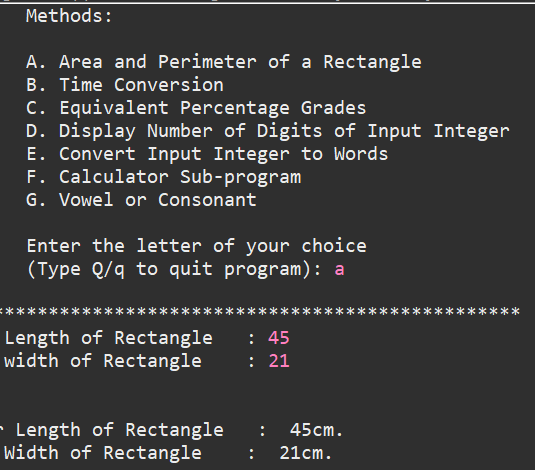 Methods:
A. Area and Perimeter of a Rectangle
B. Time Conversion
C. Equivalent Percentage Grades
D. Display Number of Digits of Input Integer
E. Convert Input Integer to Words
F. Calculator Sub-program
G. Vowel or Consonant
Enter the letter of your choice
(Type Q/q to quit program): a
************************************************
Length of Rectangle : 45
width of Rectangle : 21
Length of Rectangle : 45cm.
Width of Rectangle : 21cm.